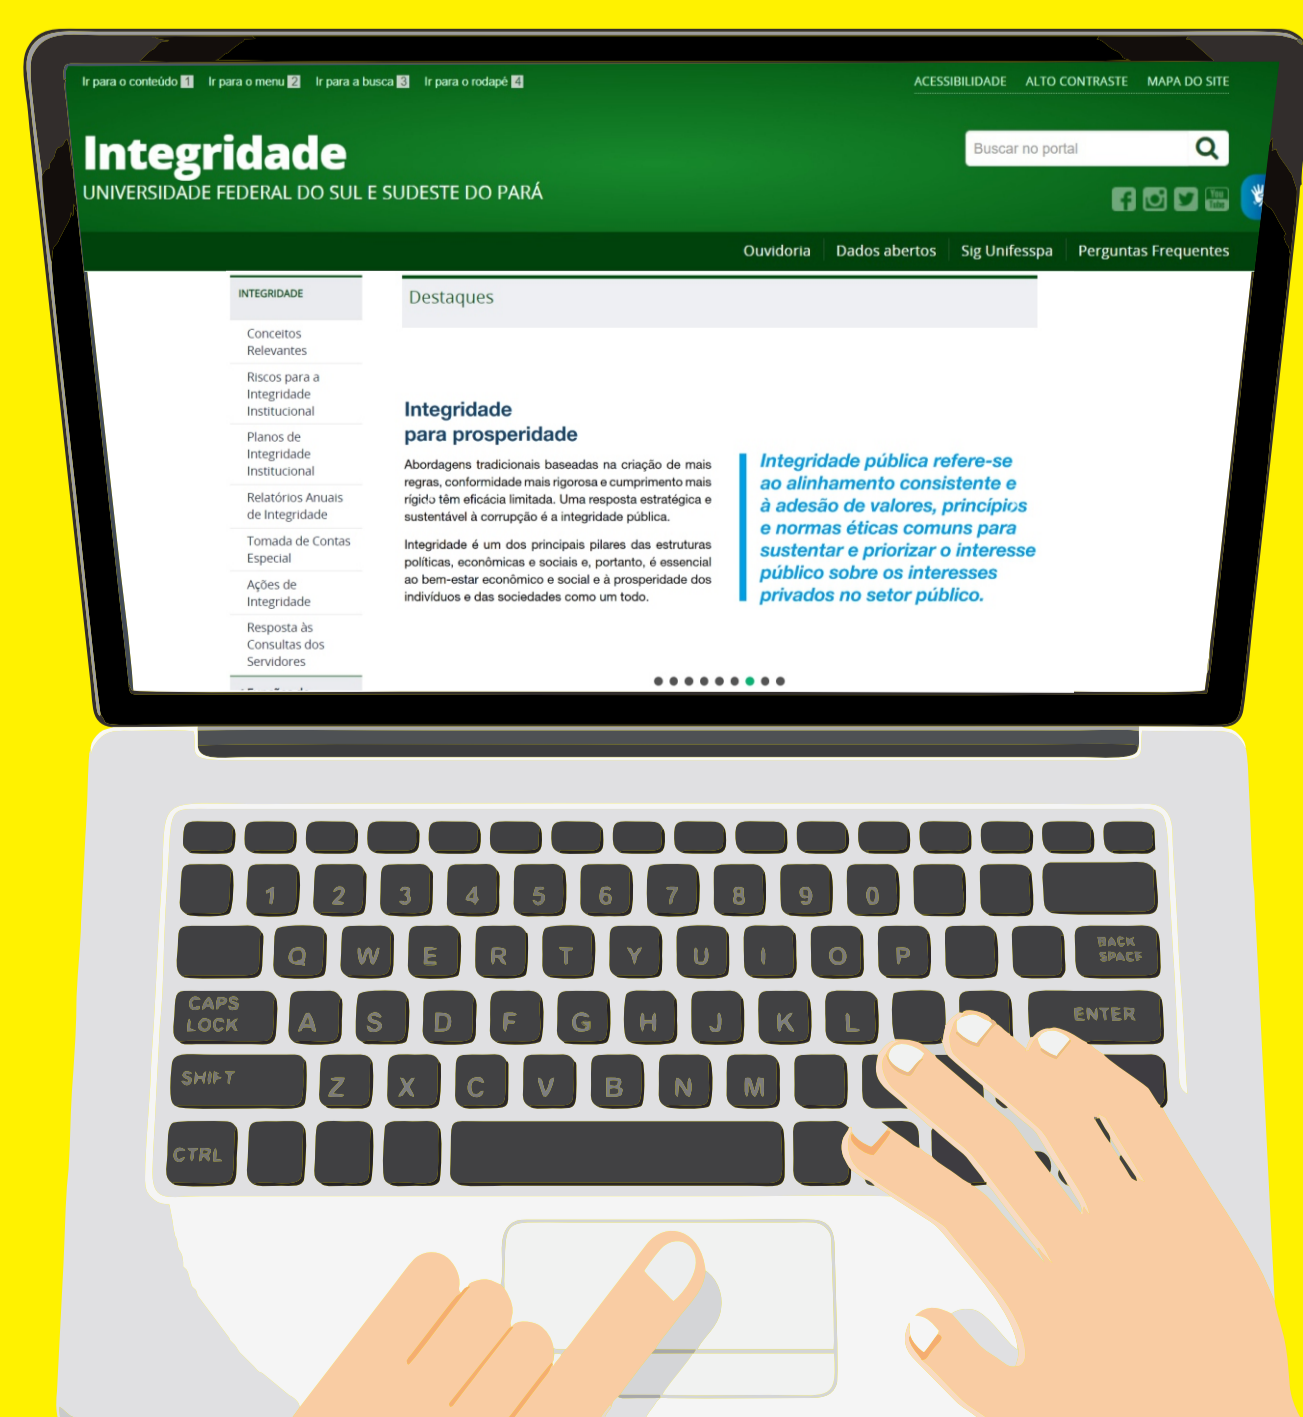 Ir para o conteúdo 1 Ir para o menu 2 Ir para a busca 3 Ir para o rodapé 4
ACESSIBILIDADE ALTO CONTRASTE MAPA DO SITE
Integridade
UNIVERSIDADE FEDERAL DO SUL E SUDESTE DO PARÁ
Buscar no portal
You
Tube
Ouvidoria Dados abertos Sig Unifesspa Perguntas Frequentes
INTEGRIDADE
Conceitos
Relevantes
Riscos para a
Integridade
Institucional
Planos de
Integridade
Institucional
Relatórios Anuais
de Integridade
Tomada de Contas
Especial
Ações de
Integridade
Resposta às
Consultas dos
Servidores
Destaques
Integridade
para prosperidade
Abordagens tradicionais baseadas na criação de mais
regras, conformidade mais rigorosa e cumprimento mais
rígido têm eficácia limitada. Uma resposta estratégica e
sustentável à corrupção é a integridade pública.
Integridade é um dos principais pilares das estruturas
políticas, econômicas e sociais e, portanto, é essencial
ao bem-estar econômico e social e à prosperidade dos
indivíduos e das sociedades como um todo.
Integridade pública refere-se
ao alinhamento consistente e
à adesão de valores, princípios
e normas éticas comuns para
sustentar e priorizar o interesse
público sobre os interesses
privados no setor público.
1 2 3 4 5 6 7 8 9 0
Q W E R T Y U I O P BACK
SPACE
CAPS
LOCK A S D F G H J K L ENTER
SHIFT Z X C V B N M
CTRL